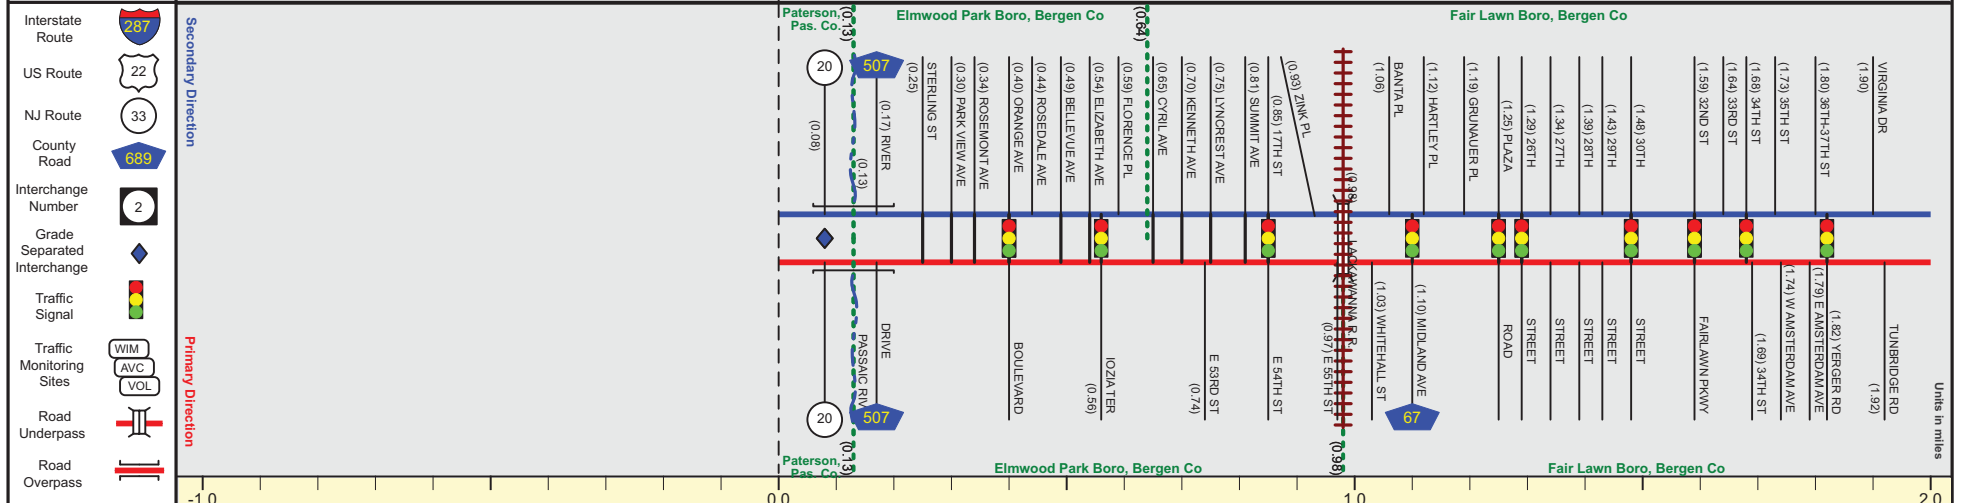 Interstate
Route
287
US Route
22
NJ Route
33
County
Road
689
Interchange
Number
2
Grade
Separated
Interchange
Traffic
Signal
Traffic
Monitoring
Sites
WIM
AVC
VOL
Road
Underpass
Road
Overpass
Secondary Direction
Primary Direction
Paterson,
Pas. Co.
(0.13)
Elmwood Park Boro, Bergen Co
(0.64)
Fair Lawn Boro, Bergen Co
20
(0.08)
507
(0.17) RIVER
(0.13)
(0.25)
STERLING ST
(0.30) PARK VIEW AVE
(0.34) ROSEMONT AVE
(0.40) ORANGE AVE
(0.44) ROSEDALE AVE
(0.49) BELLEVUE AVE
(0.54) ELIZABETH AVE
(0.59) FLORENCE PL
(0.65) CYRIL AVE
(0.70) KENNETH AVE
(0.75) LYNCREST AVE
(0.81) SUMMIT AVE
(0.85) 17TH ST
(0.93) ZINK PL
(0.98)
LACKAWANNA R.R.
(1.06)
BANTA PL
(1.12) HARTLEY PL
(1.19) GRUNAUER PL
(1.25) PLAZA
(1.29) 26TH
(1.34) 27TH
(1.39) 28TH
(1.43) 29TH
(1.48) 30TH
(1.59) 32ND ST
(1.64) 33RD ST
(1.68) 34TH ST
(1.73) 35TH ST
(1.80) 36TH-37TH ST
(1.90)
VIRGINIA DR
20
PASSAIC RIV
DRIVE
507
BOULEVARD
(0.56)
IOZIA TER
(0.74)
E 53RD ST
E 54TH ST
(0.97) E 55TH ST
(1.03) WHITEHALL ST
(1.10) MIDLAND AVE
67
ROAD
STREET
STREET
STREET
STREET
STREET
FAIRLAWN PKWY
(1.69) 34TH ST
(1.74) W AMSTERDAM AVE
(1.79) E AMSTERDAM AVE
(1.82) YERGER RD
(1.92)
TUNBRIDGE RD
Units in miles
Paterson,
Pas. Co.
(0.13)
Elmwood Park Boro, Bergen Co
(0.98)
Fair Lawn Boro, Bergen Co
-1.0
0.0
1.0
2.0